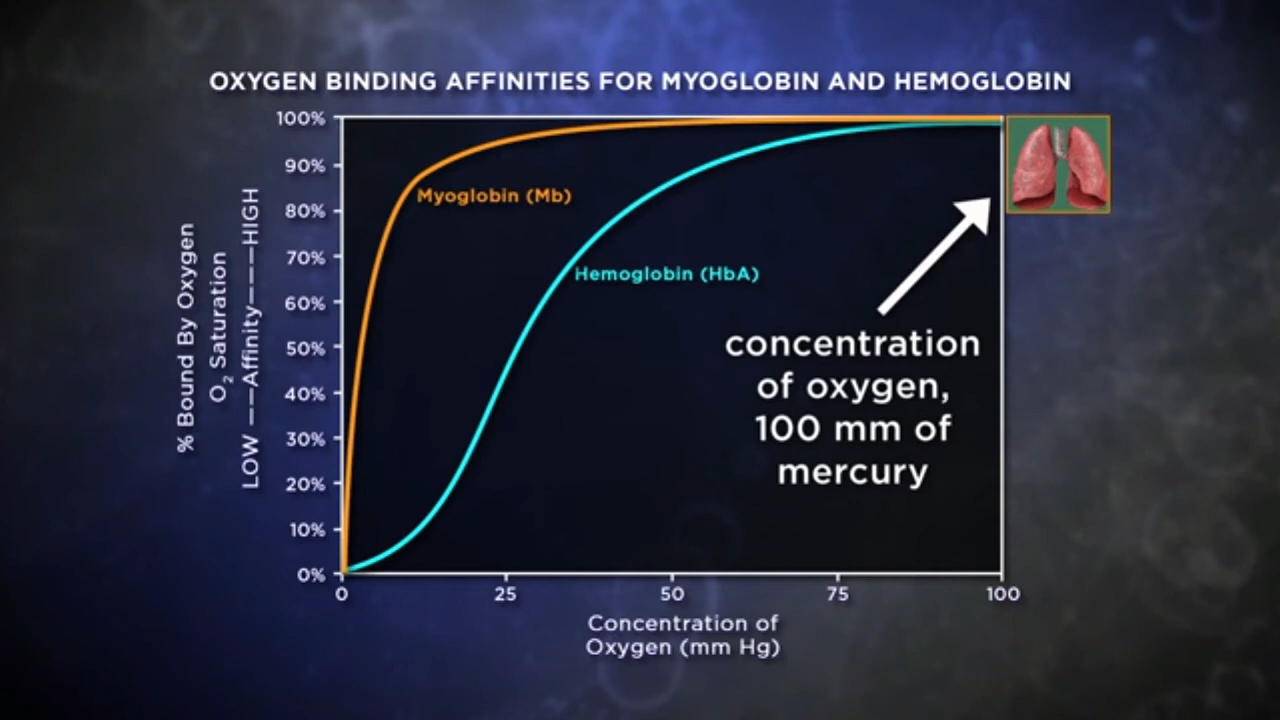 OXYGEN BINDING AFFINITIES FOR MYOGLOBIN AND HEMOGLOBIN
% Bound By Oxygen
O₂ Saturation
LOW ——Affinity———HIGH
100%
90%
80%
70%
60%
50%
40%
30%
20%
10%
0%
Myoglobin (Mb)
Hemoglobin (HbA)
concentration
of oxygen,
100 mm of
mercury
0 25 50 75 100
Concentration of
Oxygen (mm Hg)